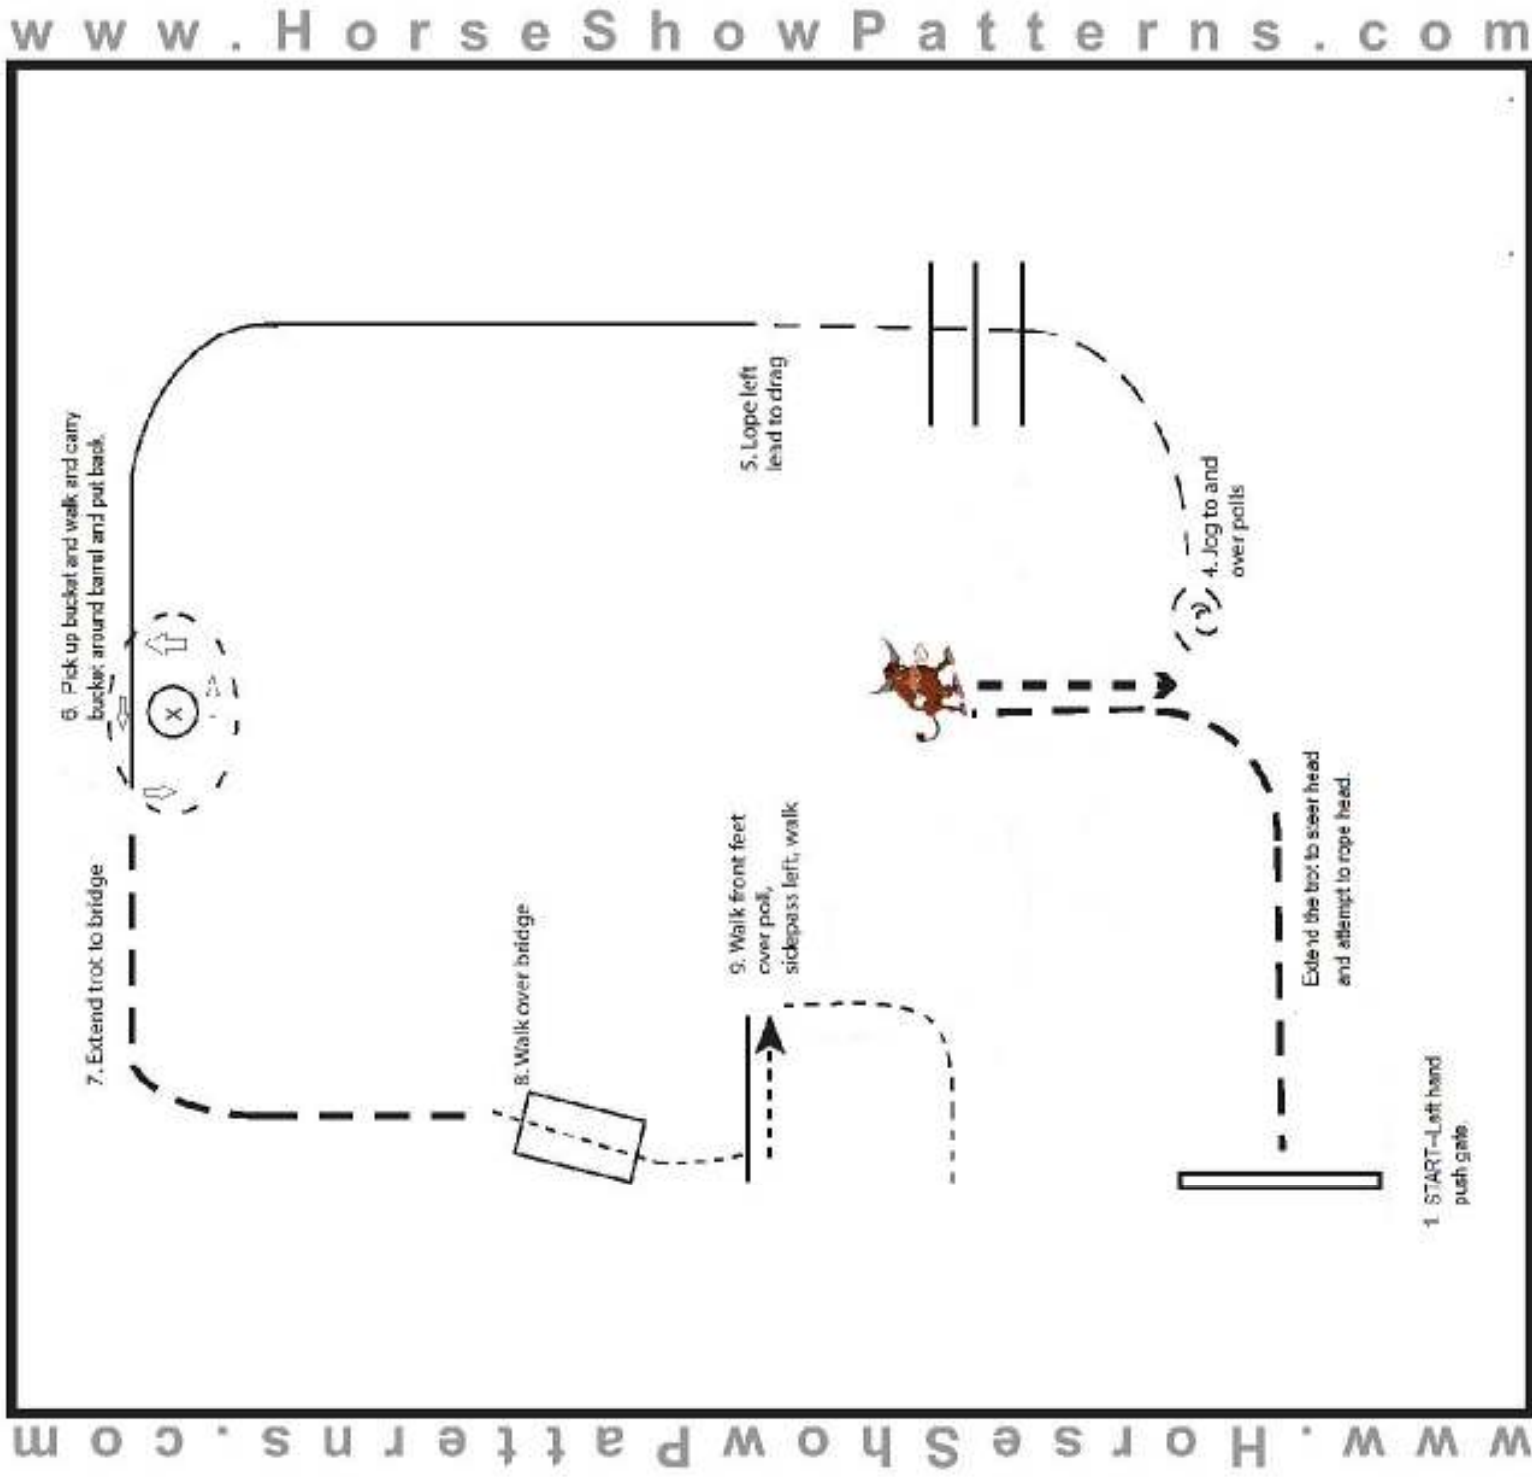 www.HorseShowPatterns.com
6. Pick up bucket and walk and carry
bucket around barrel and put back.
5. Lope left
lead to drag
4. Jog to and
over polls
7. Extend trot to bridge
8. Walk over bridge
9. Walk front feet
over poll,
sidepass left, walk
Extend the trot to steer head
and attempt to rope head.
1. START--Left hand
push gate
X
www.HorseShowPatterns.com